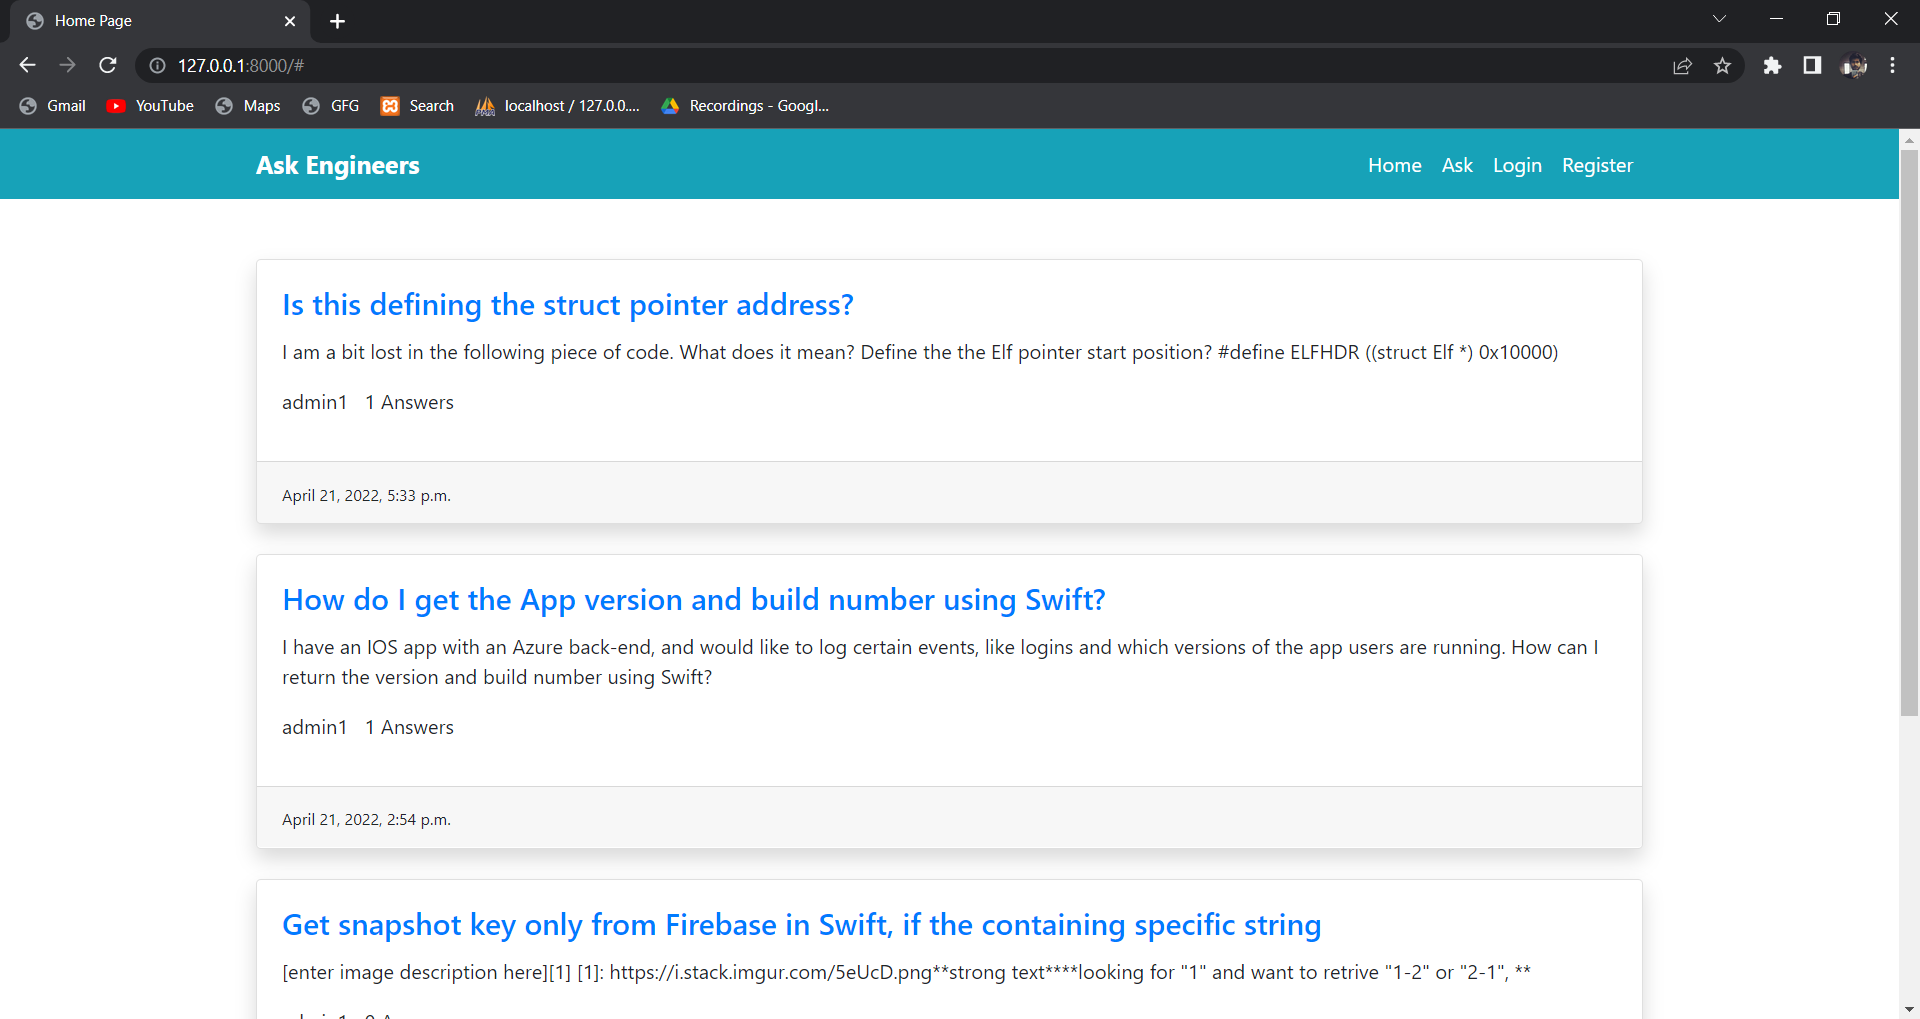 Home Page
127.0.0.1:8000/#
Gmail YouTube Maps GFG Search localhost / 127.0.0.... Recordings - Googl...
Ask Engineers Home Ask Login Register
Is this defining the struct pointer address?
I am a bit lost in the following piece of code. What does it mean? Define the the Elf pointer start position? #define ELFHDR ((struct Elf *) 0x10000)
admin1 1 Answers
April 21, 2022, 5:33 p.m.
How do I get the App version and build number using Swift?
I have an IOS app with an Azure back-end, and would like to log certain events, like logins and which versions of the app users are running. How can I
return the version and build number using Swift?
admin1 1 Answers
April 21, 2022, 2:54 p.m.
Get snapshot key only from Firebase in Swift, if the containing specific string
[enter image description here][1] [1]: https://i.stack.imgur.com/5eUcD.png**strong text****looking for "1" and want to retrive "1-2" or "2-1", **